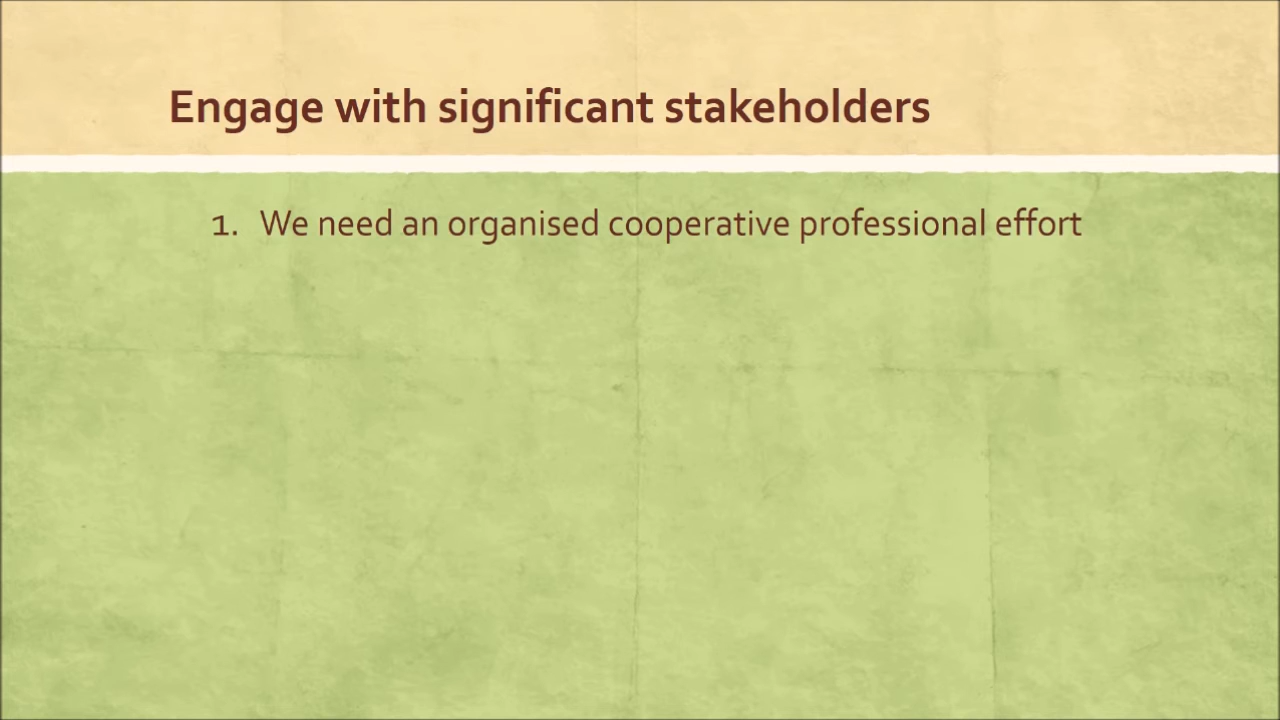 Engage with significant stakeholders
1. We need an organised cooperative professional effort